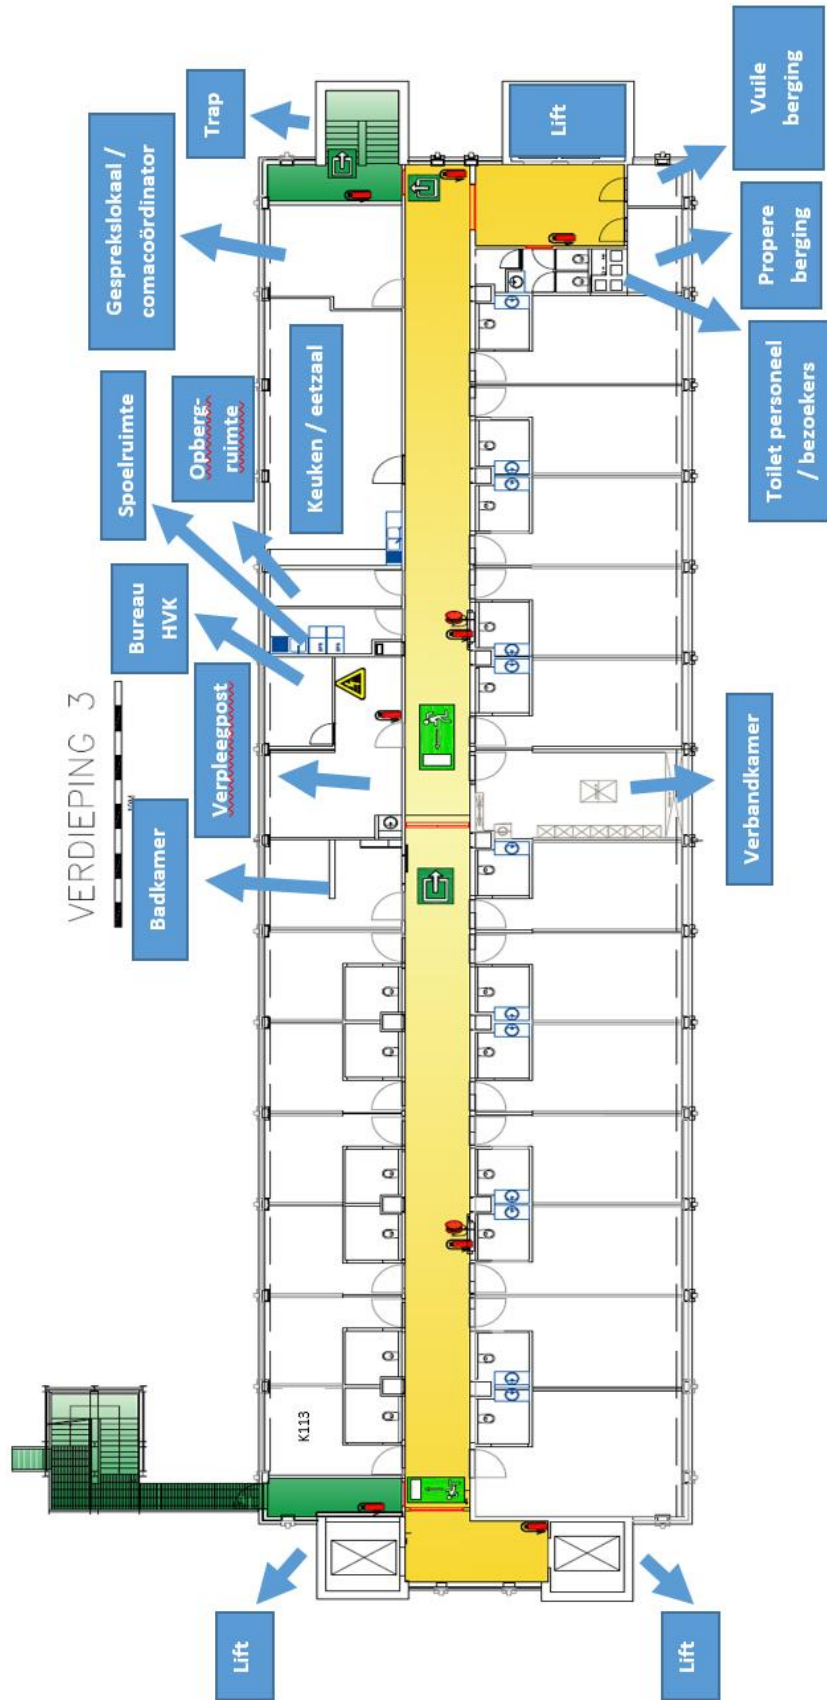 VERDIEPING 3
Trap
Gesprekslokaal /
comacoördinator
Spoelruimte
Opberg-
ruimte
Keuken / eetzaal
Bureau
HVK
Verpleegpost
Badkamer
Lift
Vuile
berging
Propere
berging
Toilet personeel
/ bezoekers
Verbandkamer
K113
Lift
Lift